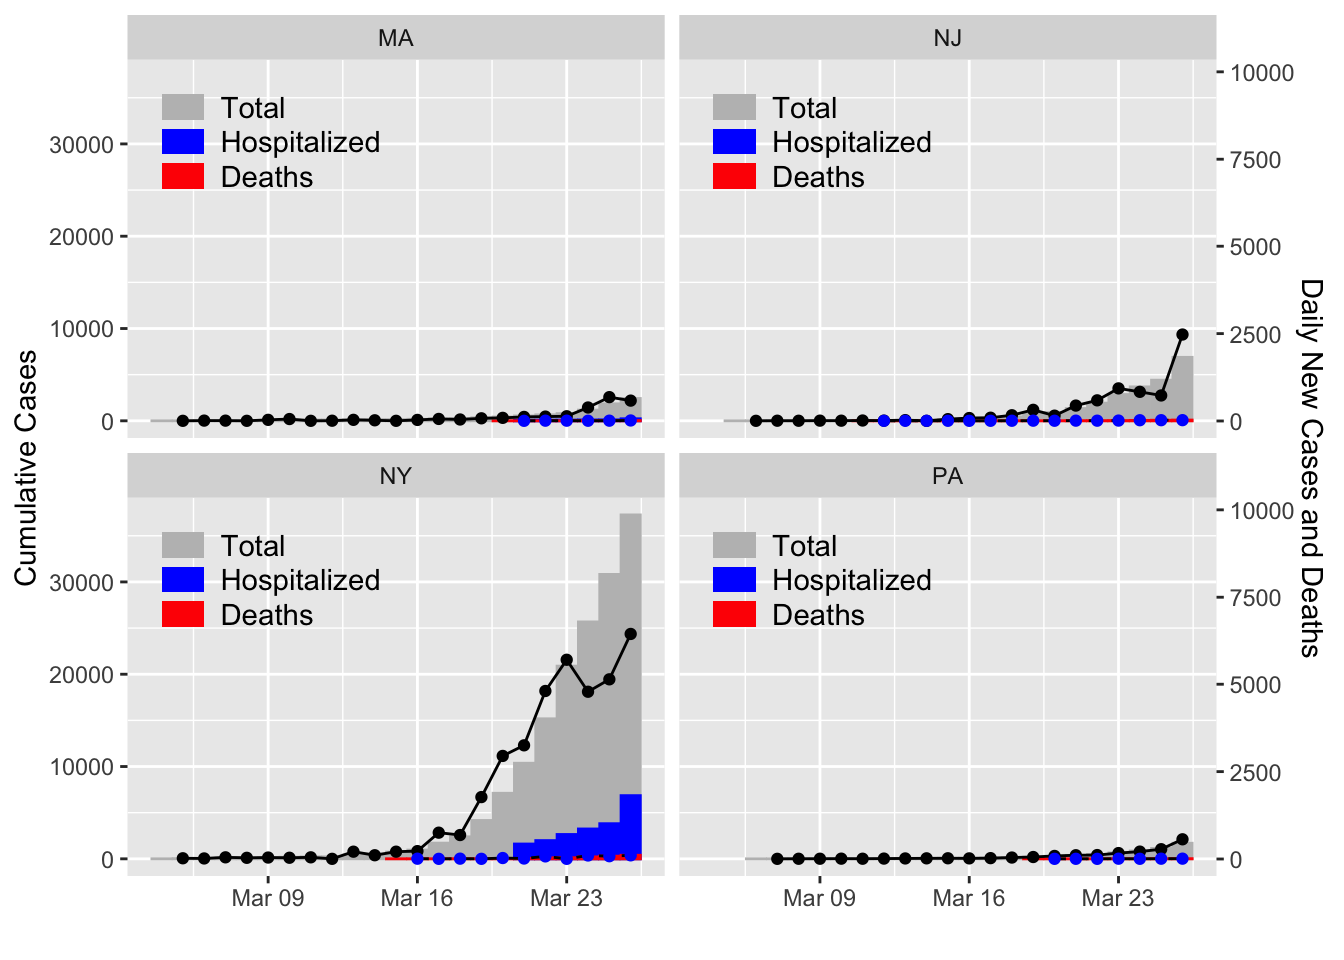 MA
NJ
Total
Hospitalized
Deaths
Total
Hospitalized
Deaths
30000
20000
10000
0
10000
7500
5000
2500
0
Cumulative Cases
Daily New Cases and Deaths
NY
PA
Total
Hospitalized
Deaths
Total
Hospitalized
Deaths
30000
20000
10000
0
10000
7500
5000
2500
0
Mar 09
Mar 16
Mar 23
Mar 09
Mar 16
Mar 23